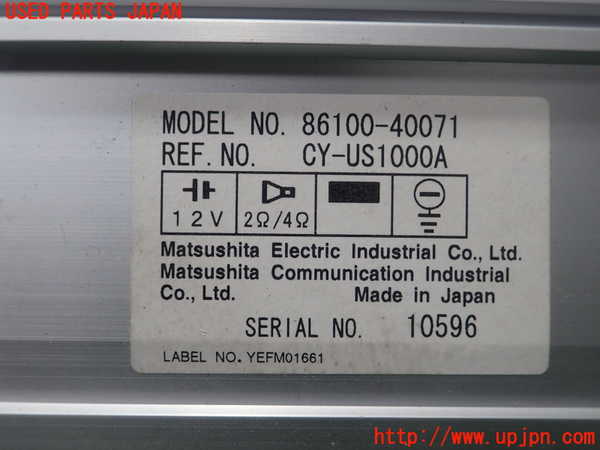 USED PARTS JAPAN
MODEL NO. 86100-40071
REF. NO. CY-US1000A
12V 2Ω/4Ω
Matsushita Electric Industrial Co., Ltd.
Matsushita Communication Industrial
Co., Ltd. Made in Japan
SERIAL NO. 10596
LABEL NO. YEFM01661
http://www.upjpn.com/